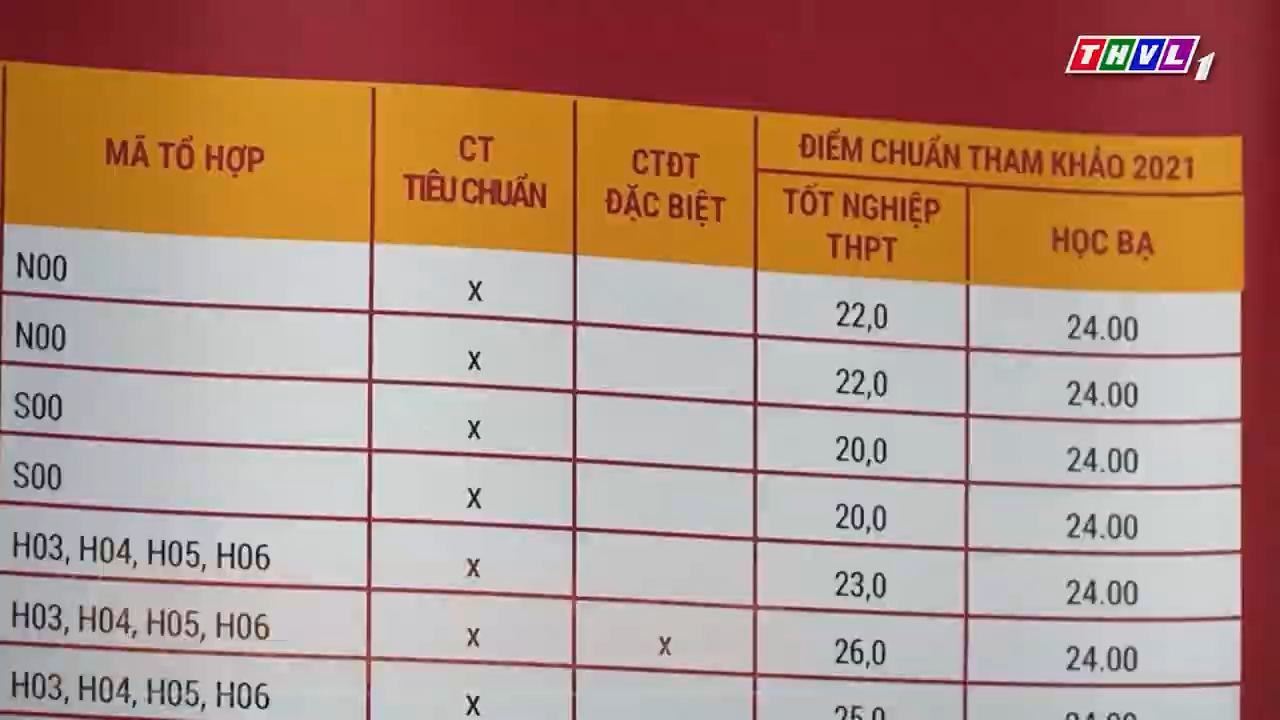 THVL 1
MÃ TỔ HỢP
CT
TIÊU CHUẨN
CTĐT
ĐẶC BIỆT
ĐIỂM CHUẨN THAM KHẢO 2021
TỐT NGHIỆP
THPT
HỌC BẠ
N00 x 22,0 24.00
N00 x 22,0 24.00
S00 x 20,0 24.00
S00 x 20,0 24.00
H03, H04, H05, H06 x 23,0 24.00
H03, H04, H05, H06 x x 26,0 24.00
H03, H04, H05, H06 x